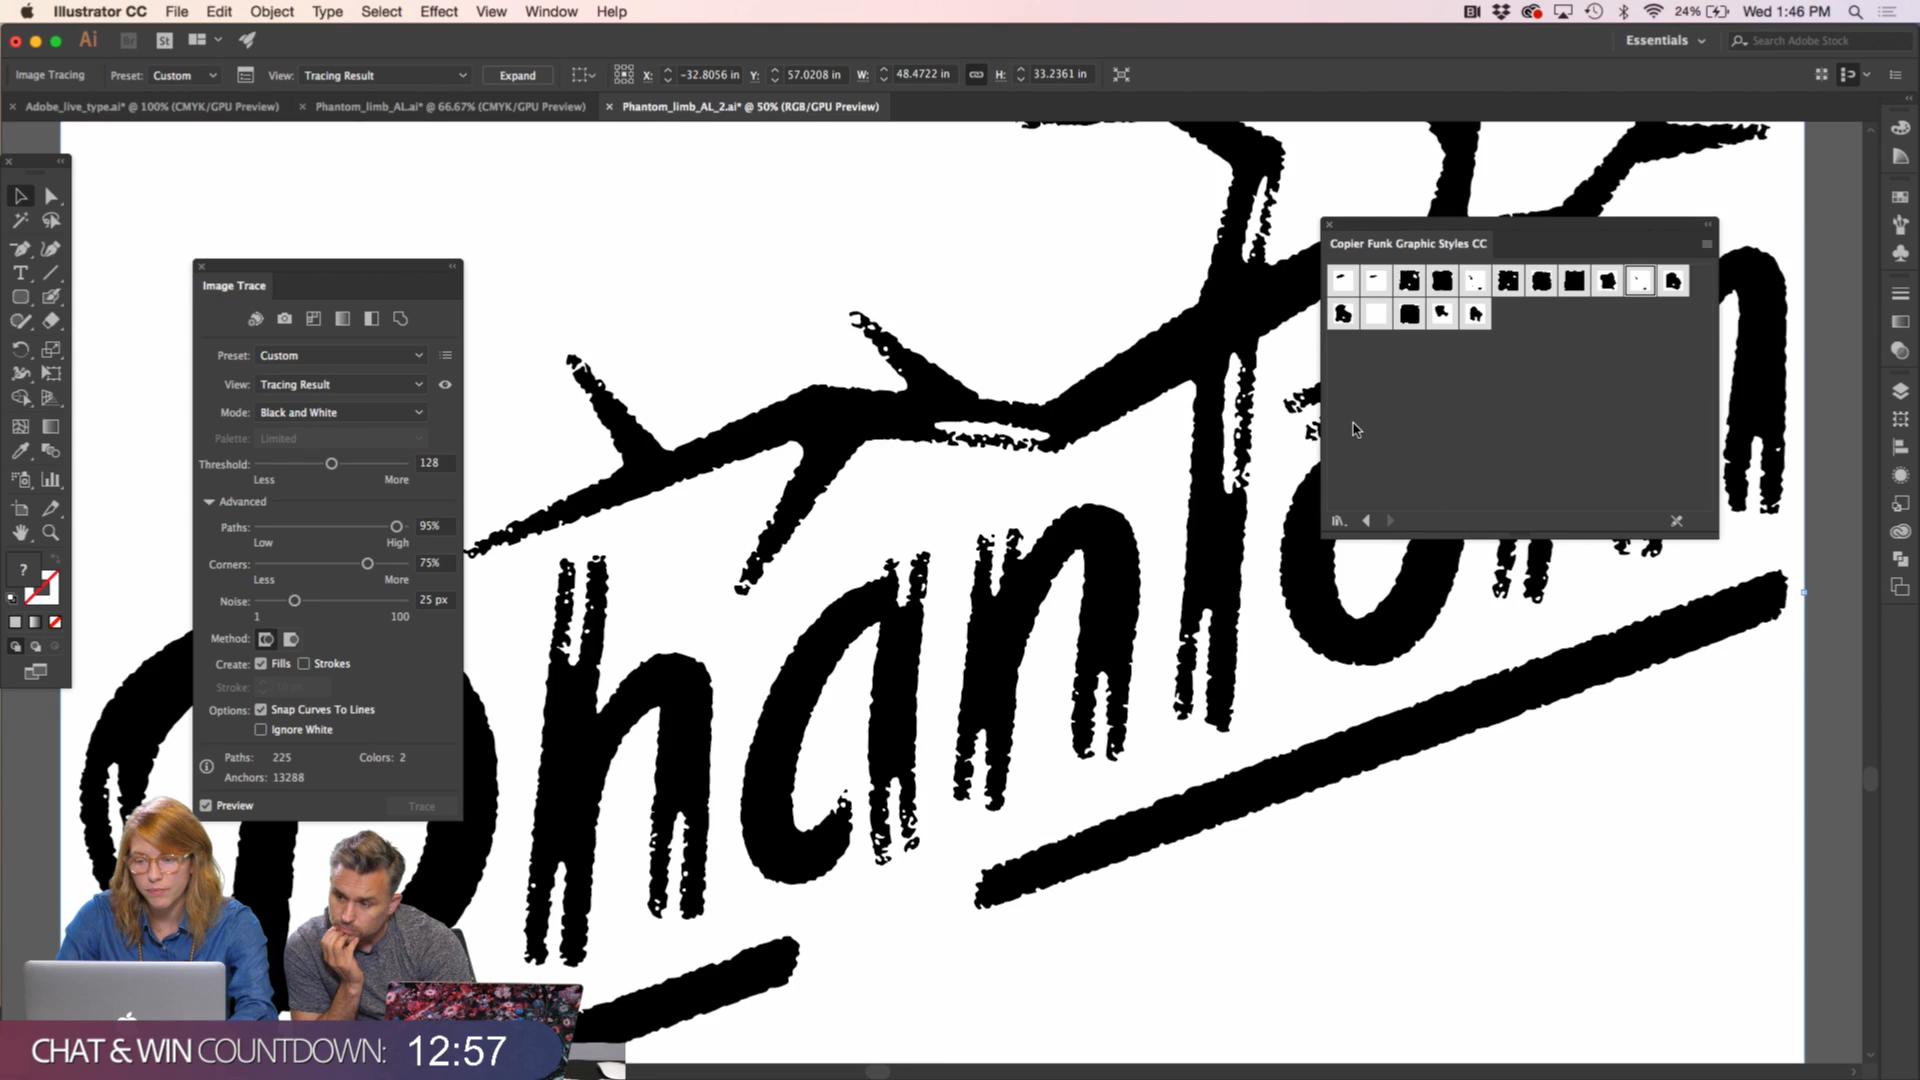 Illustrator CC File Edit Object Type Select Effect View Window Help
24% Wed 1:46 PM
Ai Br St
Essentials
Search Adobe Stock
Image Tracing Preset: Custom View: Tracing Result Expand X: -32.8056 in Y: 57.0208 in W: 48.4722 in H: 33.2361 in
Adobe_live_type.ai* @ 100% (CMYK/GPU Preview)
Phantom_limb_AL.ai* @ 66.67% (CMYK/GPU Preview)
Phantom_limb_AL_2.ai* @ 50% (RGB/GPU Preview)
Copier Funk Graphic Styles CC
Image Trace
Preset: Custom
View: Tracing Result
Mode: Black and White
Palette: Limited
Threshold: 128
Less More
Advanced
Paths: 95%
Low High
Corners: 75%
Less More
Noise: 25 px
1 100
Method:
Create: Fills Strokes
Stroke:
Options: Snap Curves To Lines
Ignore White
Paths: 225 Colors: 2
Anchors: 13288
Preview Trace
?
Phantom
CHAT & WIN COUNTDOWN: 12:57